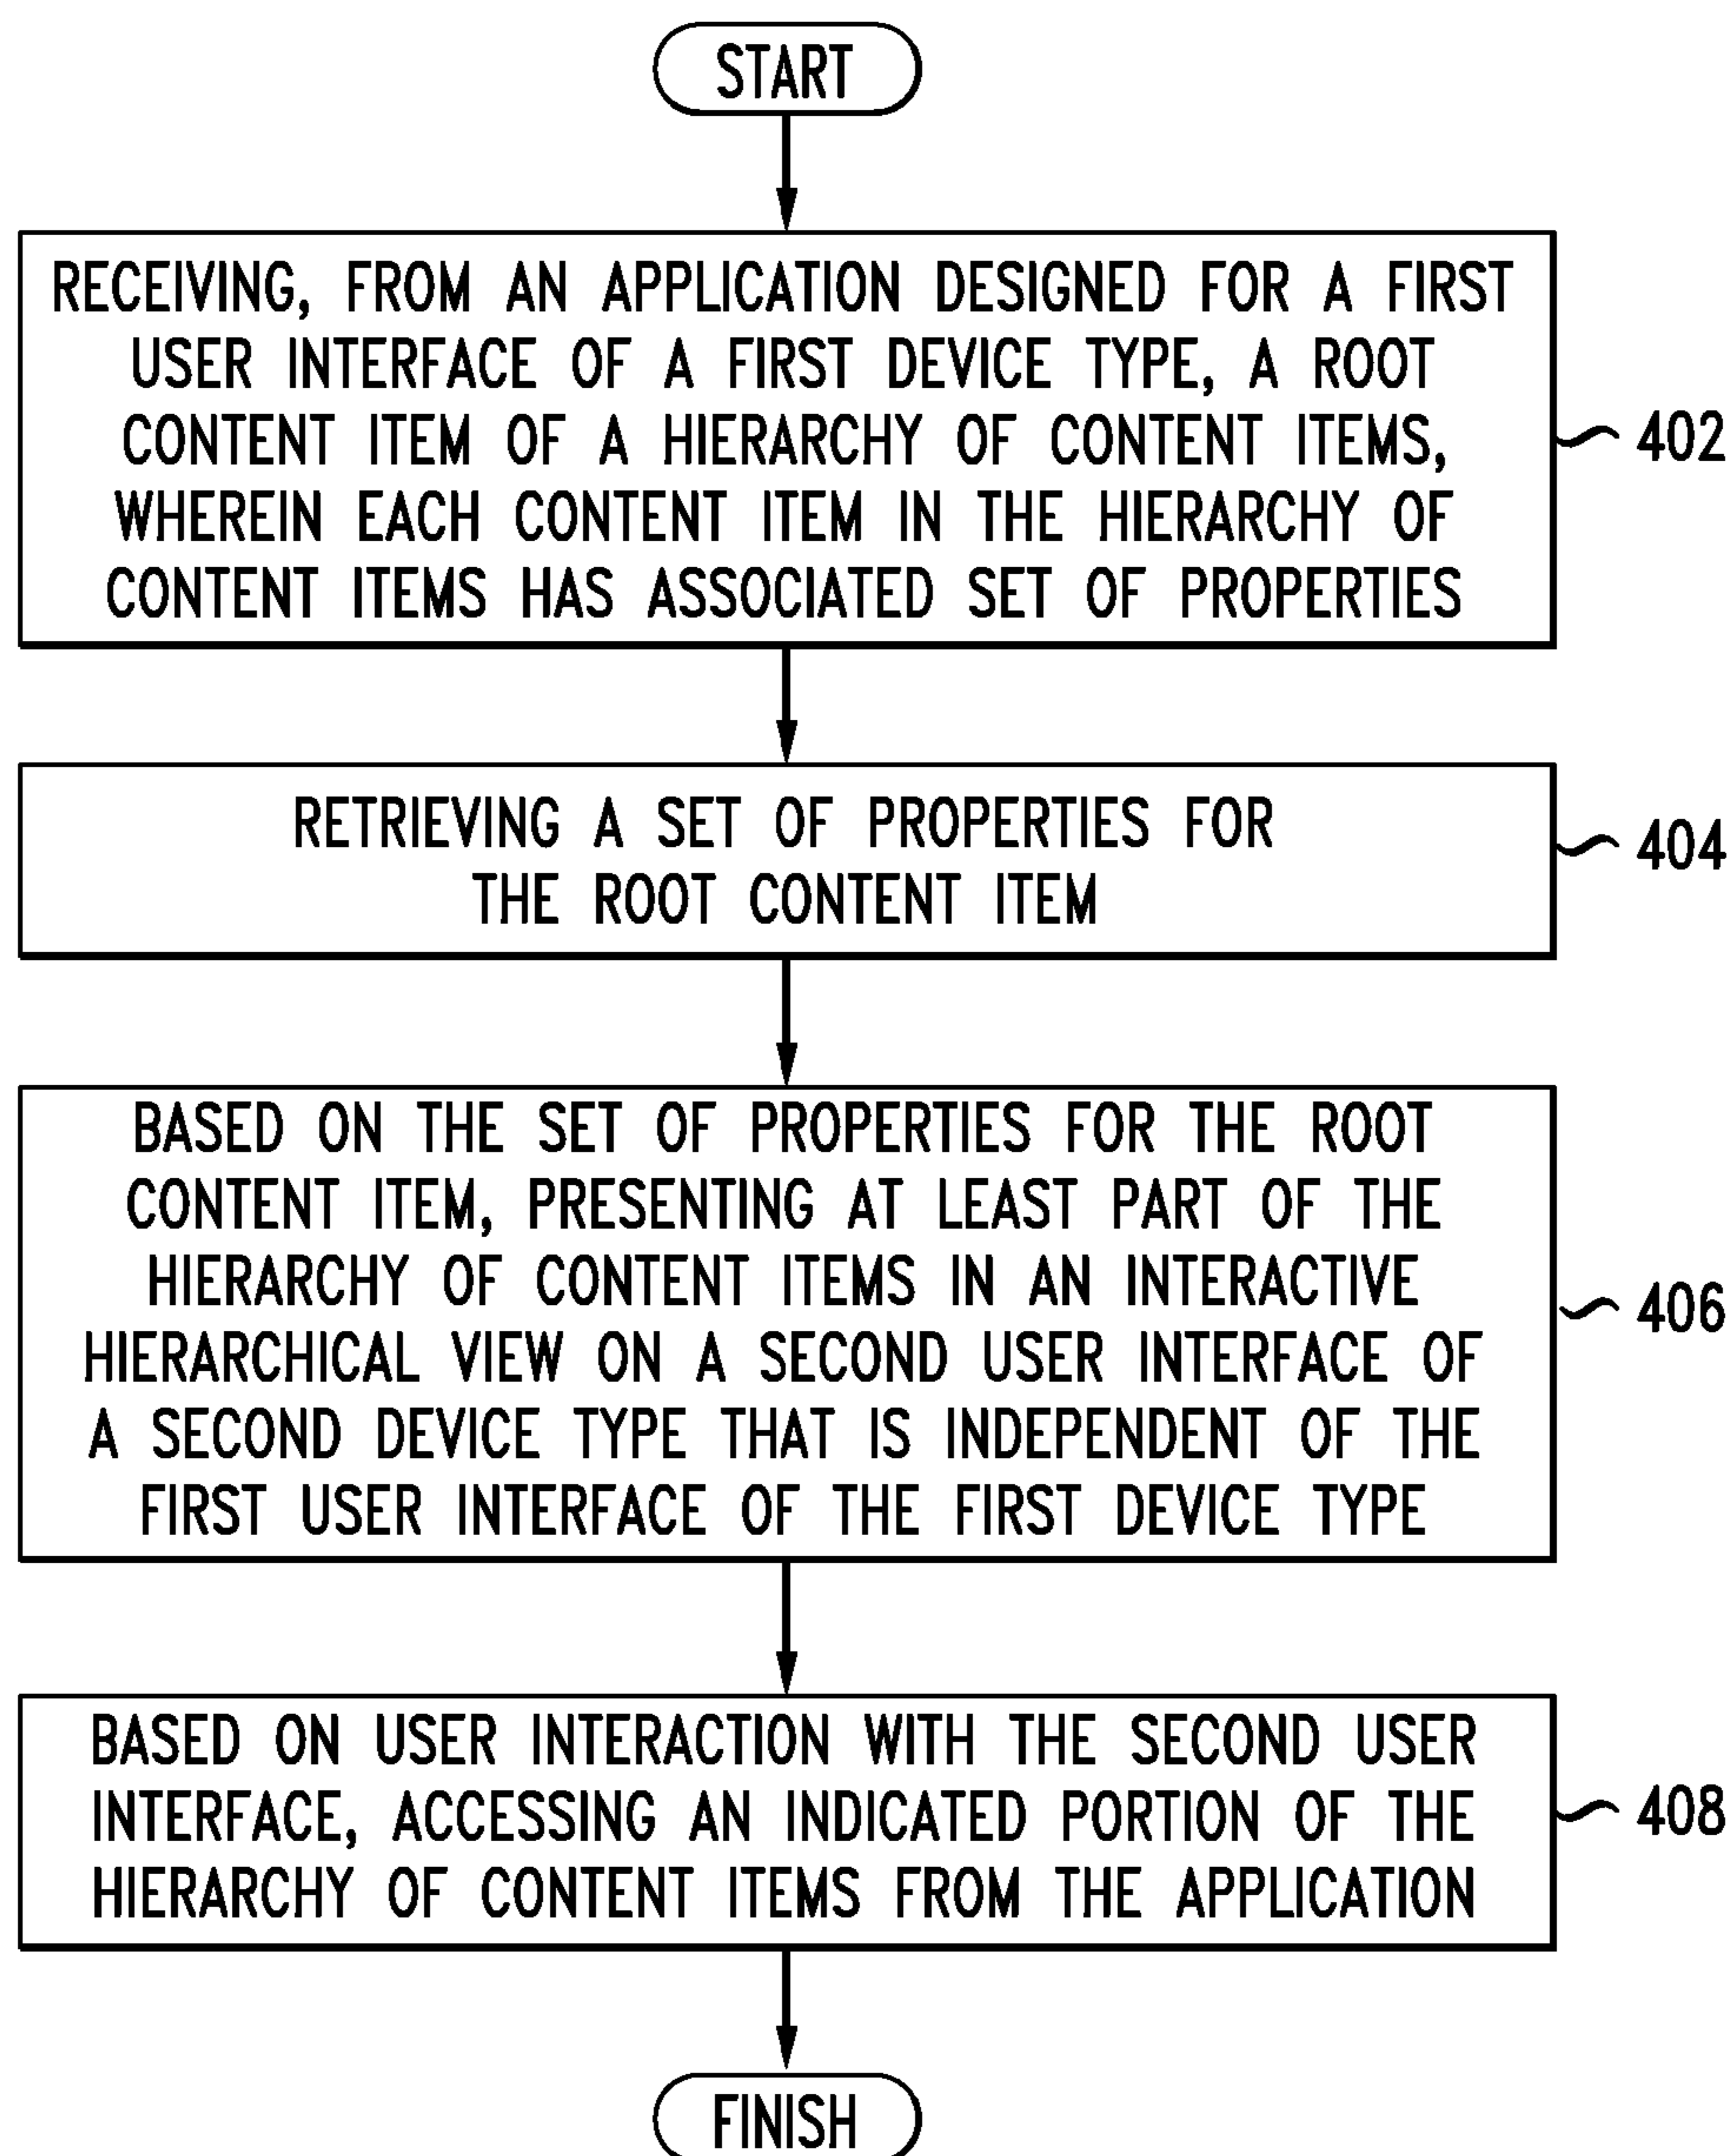 START
RECEIVING, FROM AN APPLICATION DESIGNED FOR A FIRST
USER INTERFACE OF A FIRST DEVICE TYPE, A ROOT
CONTENT ITEM OF A HIERARCHY OF CONTENT ITEMS,
WHEREIN EACH CONTENT ITEM IN THE HIERARCHY OF
CONTENT ITEMS HAS ASSOCIATED SET OF PROPERTIES
402
RETRIEVING A SET OF PROPERTIES FOR
THE ROOT CONTENT ITEM
404
BASED ON THE SET OF PROPERTIES FOR THE ROOT
CONTENT ITEM, PRESENTING AT LEAST PART OF THE
HIERARCHY OF CONTENT ITEMS IN AN INTERACTIVE
HIERARCHICAL VIEW ON A SECOND USER INTERFACE OF
A SECOND DEVICE TYPE THAT IS INDEPENDENT OF THE
FIRST USER INTERFACE OF THE FIRST DEVICE TYPE
406
BASED ON USER INTERACTION WITH THE SECOND USER
INTERFACE, ACCESSING AN INDICATED PORTION OF THE
HIERARCHY OF CONTENT ITEMS FROM THE APPLICATION
408
FINISH